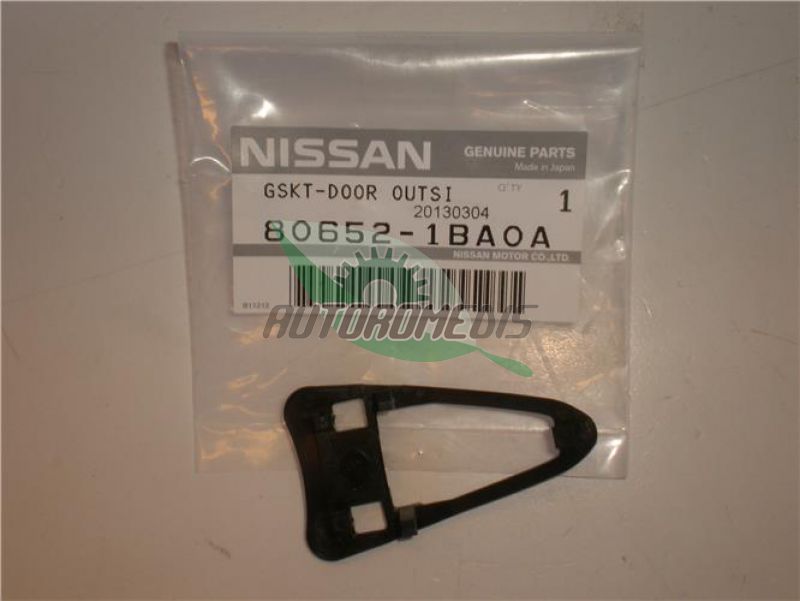 NISSAN
GENUINE PARTS
Made in Japan
GSKT-DOOR OUTSI
Q'TY
1
20130304
80652-1BA0A
NISSAN MOTOR CO.,LTD.
AUTOROMEDIS